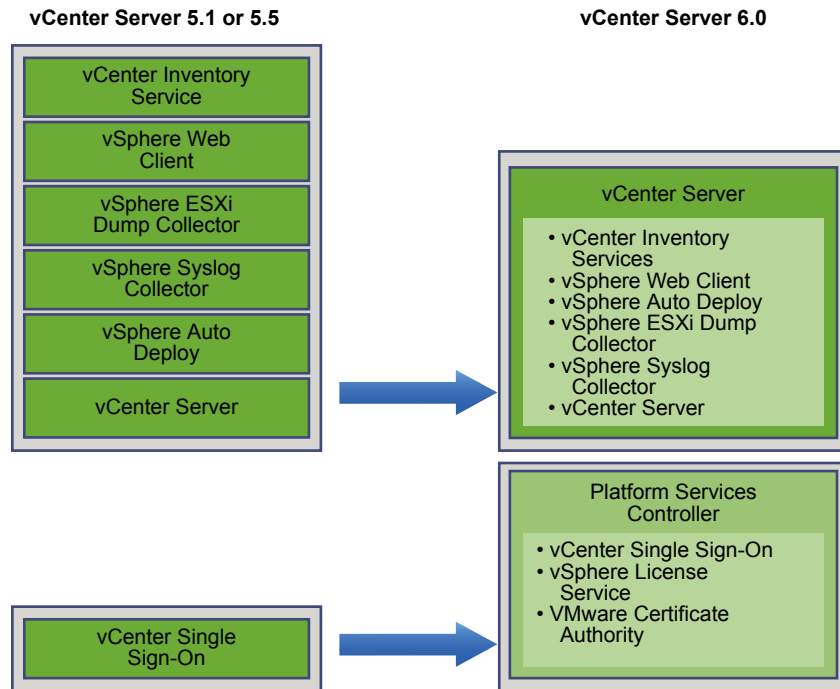 vCenter Server 5.1 or 5.5
vCenter Inventory
Service
vSphere Web
Client
vSphere ESXi
Dump Collector
vSphere Syslog
Collector
vSphere Auto
Deploy
vCenter Server
vCenter Single
Sign-On
vCenter Server 6.0
vCenter Server
• vCenter Inventory
Services
• vSphere Web Client
• vSphere Auto Deploy
• vSphere ESXi Dump
Collector
• vSphere Syslog
Collector
• vCenter Server
Platform Services
Controller
• vCenter Single Sign-On
• vSphere License
Service
• VMware Certificate
Authority